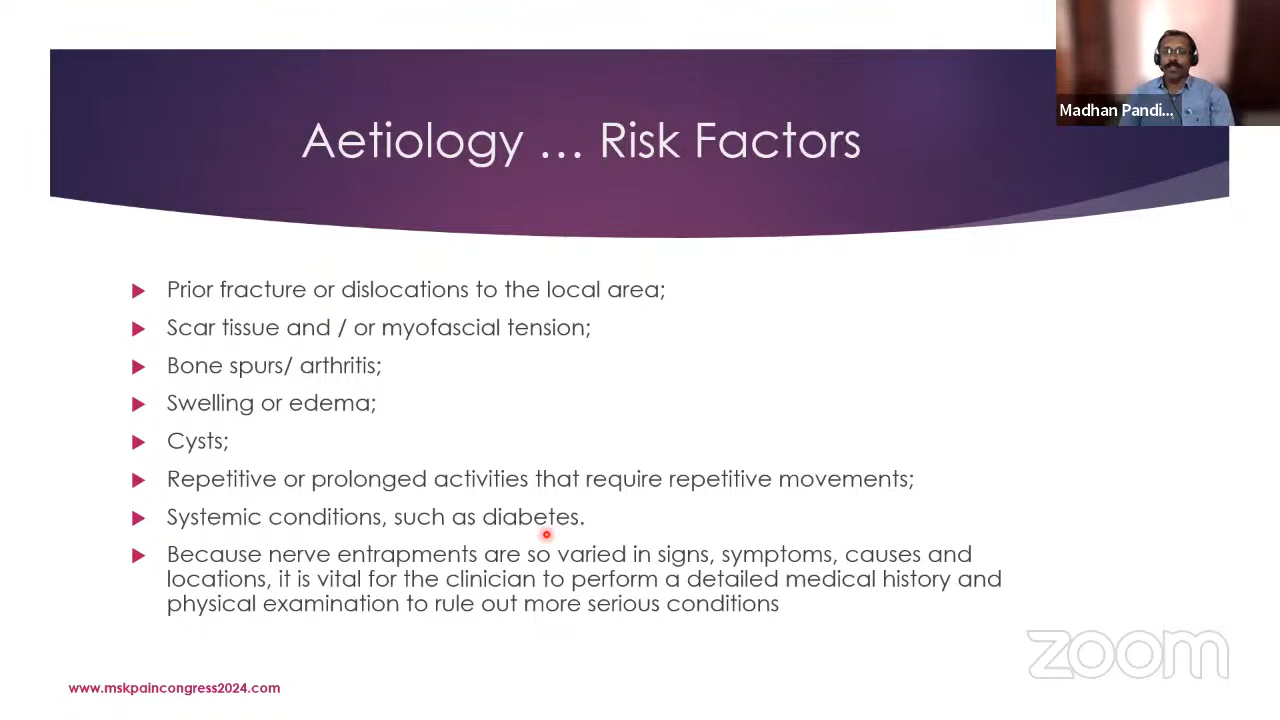 Madhan Pandi...
Aetiology ... Risk Factors
Prior fracture or dislocations to the local area;
Scar tissue and / or myofascial tension;
Bone spurs/ arthritis;
Swelling or edema;
Cysts;
Repetitive or prolonged activities that require repetitive movements;
Systemic conditions, such as diabetes.
Because nerve entrapments are so varied in signs, symptoms, causes and
locations, it is vital for the clinician to perform a detailed medical history and
physical examination to rule out more serious conditions
zoom
www.mskpaincongress2024.com